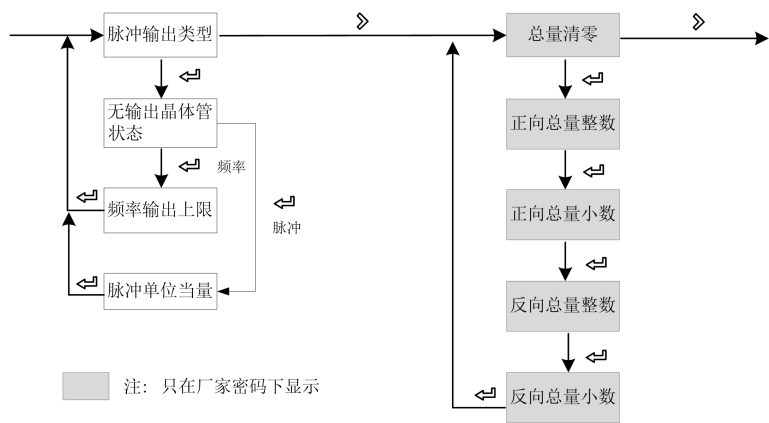 脉冲输出类型
总量清零
无输出晶体管
状态
正向总量整数
频率
频率输出上限
正向总量小数
脉冲
脉冲单位当量
反向总量整数
注: 只在厂家密码下显示
反向总量小数